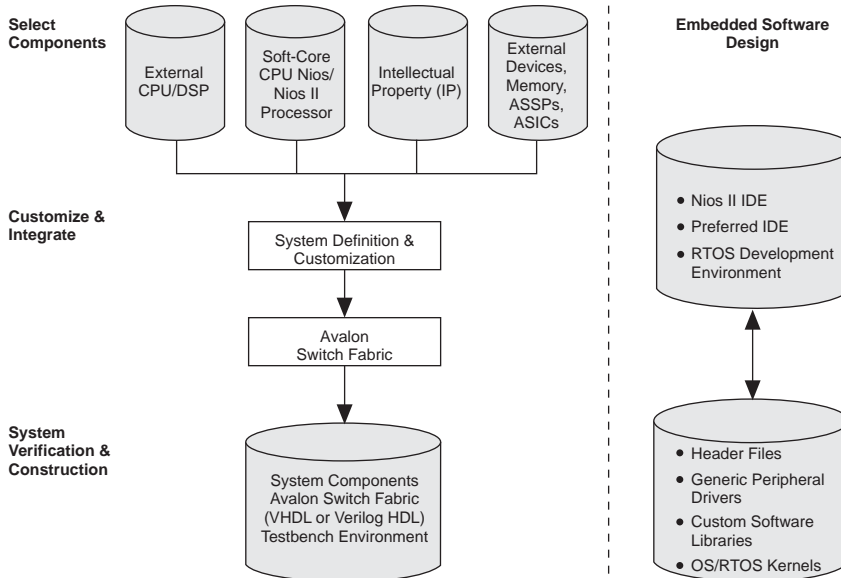 Select
Components
External
CPU/DSP
Soft-Core
CPU Nios/
Nios II
Processor
Intellectual
Property (IP)
External
Devices,
Memory,
ASSPs,
ASICs
Customize &
Integrate
System Definition &
Customization
Avalon
Switch Fabric
System
Verification &
Construction
System Components
Avalon Switch Fabric
(VHDL or Verilog HDL)
Testbench Environment
Embedded Software
Design
• Nios II IDE
• Preferred IDE
• RTOS Development
Environment
• Header Files
• Generic Peripheral
Drivers
• Custom Software
Libraries
• OS/RTOS Kernels